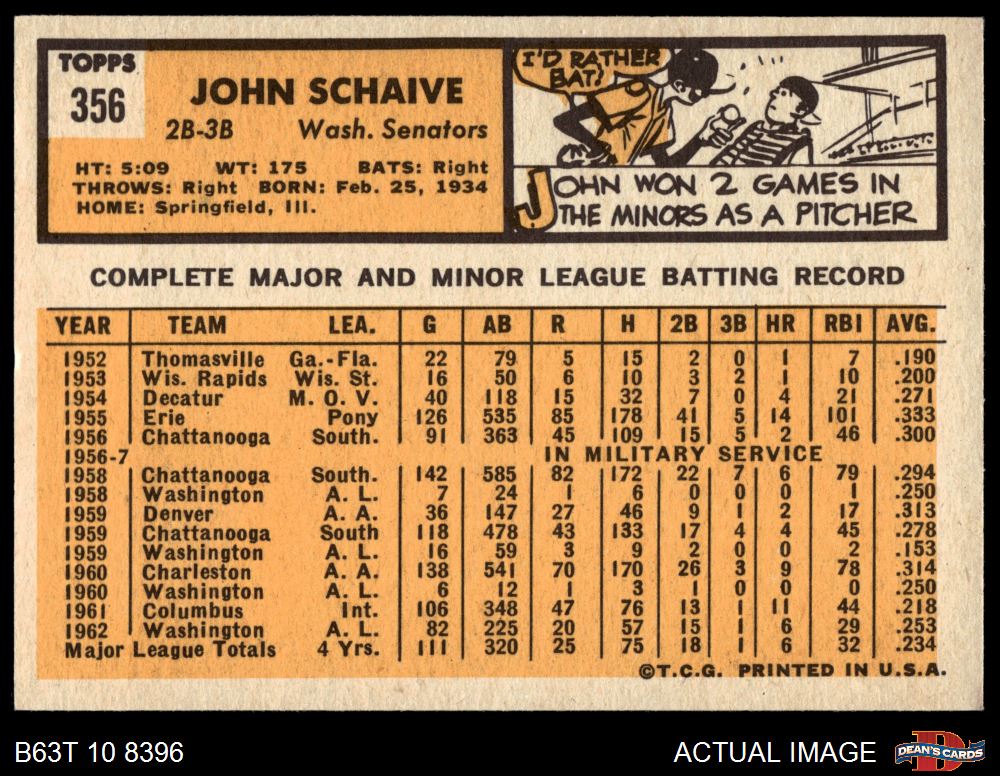 TOPPS
356
JOHN SCHAIVE
2B-3B Wash. Senators
HT: 5:09 WT: 175 BATS: Right
THROWS: Right BORN: Feb. 25, 1934
HOME: Springfield, Ill.
I'D RATHER
BAT!
JOHN WON 2 GAMES IN
THE MINORS AS A PITCHER
COMPLETE MAJOR AND MINOR LEAGUE BATTING RECORD
YEAR TEAM LEA. G AB R H 2B 3B HR RBI AVG.
1952 Thomasville Ga.-Fla. 22 79 5 15 2 0 1 7 .190
1953 Wis. Rapids Wis. St. 16 50 6 10 3 2 1 10 .200
1954 Decatur M. O. V. 40 118 15 32 7 0 4 21 .271
1955 Erie Pony 126 535 85 178 41 5 14 101 .333
1956 Chattanooga South. 91 363 45 109 15 5 2 46 .300
1956-7 IN MILITARY SERVICE
1958 Chattanooga South. 142 585 82 172 22 7 6 79 .294
1958 Washington A. L. 7 24 1 6 0 0 0 1 .250
1959 Denver A. A. 36 147 27 46 9 1 2 17 .313
1959 Chattanooga South 118 478 43 133 17 4 4 45 .278
1959 Washington A. L. 16 59 3 9 2 0 0 2 .153
1960 Charleston A. A. 138 541 70 170 26 3 9 78 .314
1960 Washington A. L. 6 12 1 3 1 0 0 0 .250
1961 Columbus Int. 106 348 47 76 13 1 11 44 .218
1962 Washington A. L. 82 225 20 57 15 1 6 29 .253
Major League Totals 4 Yrs. 111 320 25 75 18 1 6 32 .234
©T.C.G. PRINTED IN U.S.A.
B63T 10 8396 ACTUAL IMAGE DEAN'S CARDS